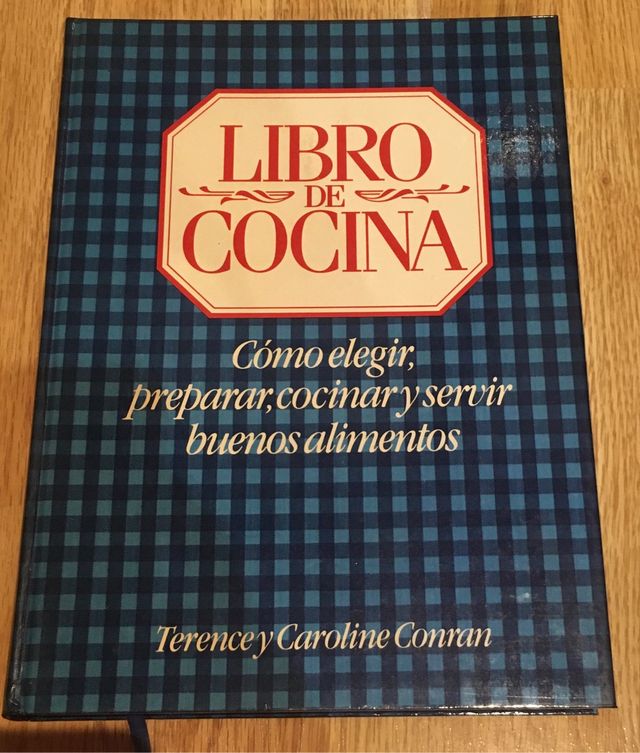 LIBRO
DE
COCINA
Cómo elegir,
preparar, cocinar y servir
buenos alimentos
Terence y Caroline Conran